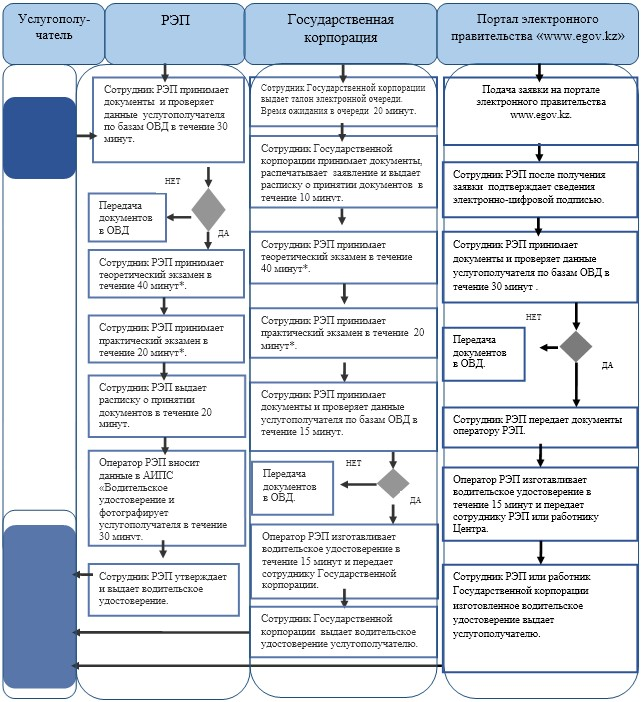 Услугополу-
чатель
РЭП
Государственная
корпорация
Портал электронного
правительства «www.egov.kz»
Сотрудник РЭП принимает
документы и проверяет
данные услугополучателя
по базам ОВД в течение 30
минут.
НЕТ
Передача
документов
в ОВД
ДА
Сотрудник РЭП принимает
теоретический экзамен в
течение 40 минут*.
Сотрудник РЭП принимает
практический экзамен в
течение 20 минут*.
Сотрудник РЭП выдает
расписку о принятии
документов в течение 20
минут.
Оператор РЭП вносит
данные в АИПС
«Водительское
удостоверение и
фотографирует
услугополучателя в течение
30 минут.
Сотрудник РЭП утверждает
и выдает водительское
удостоверение.
Сотрудник Государственной корпорации
выдает талон электронной очереди.
Время ожидания в очереди 20 минут.
Сотрудник Государственной
корпорации принимает документы,
распечатывает заявление и выдает
расписку о принятии документов в
течение 10 минут.
Сотрудник РЭП принимает
теоретический экзамен в течение
40 минут*.
Сотрудник РЭП принимает
практический экзамен в течение 20
минут*.
Сотрудник РЭП принимает
документы и проверяет данные
услугополучателя по базам ОВД в
течение 15 минут.
НЕТ
Передача
документов
в ОВД.
ДА
Оператор РЭП изготавливает
водительское удостоверение в
течение 15 минут и передает
сотруднику Государственной
корпорации.
Сотрудник Государственной
корпорации выдает водительское
удостоверение услугополучателю.
Подача заявки на портале
электронного правительства
www.egov.kz.
Сотрудник РЭП после получения
заявки подтверждает сведения
электронно-цифровой подписью.
Сотрудник РЭП принимает
документы и проверяет данные
услугополучателя по базам ОВД в
течение 30 минут .
НЕТ
Передача
документов
в ОВД.
ДА
Сотрудник РЭП передает документы
оператору РЭП.
Оператор РЭП изготавливает
водительское удостоверение в
течение 15 минут и передает
сотруднику РЭП или работнику
Центра.
Сотрудник РЭП или работник
Государственной корпорации
изготовленное водительское
удостоверение выдает
услугополучателю.